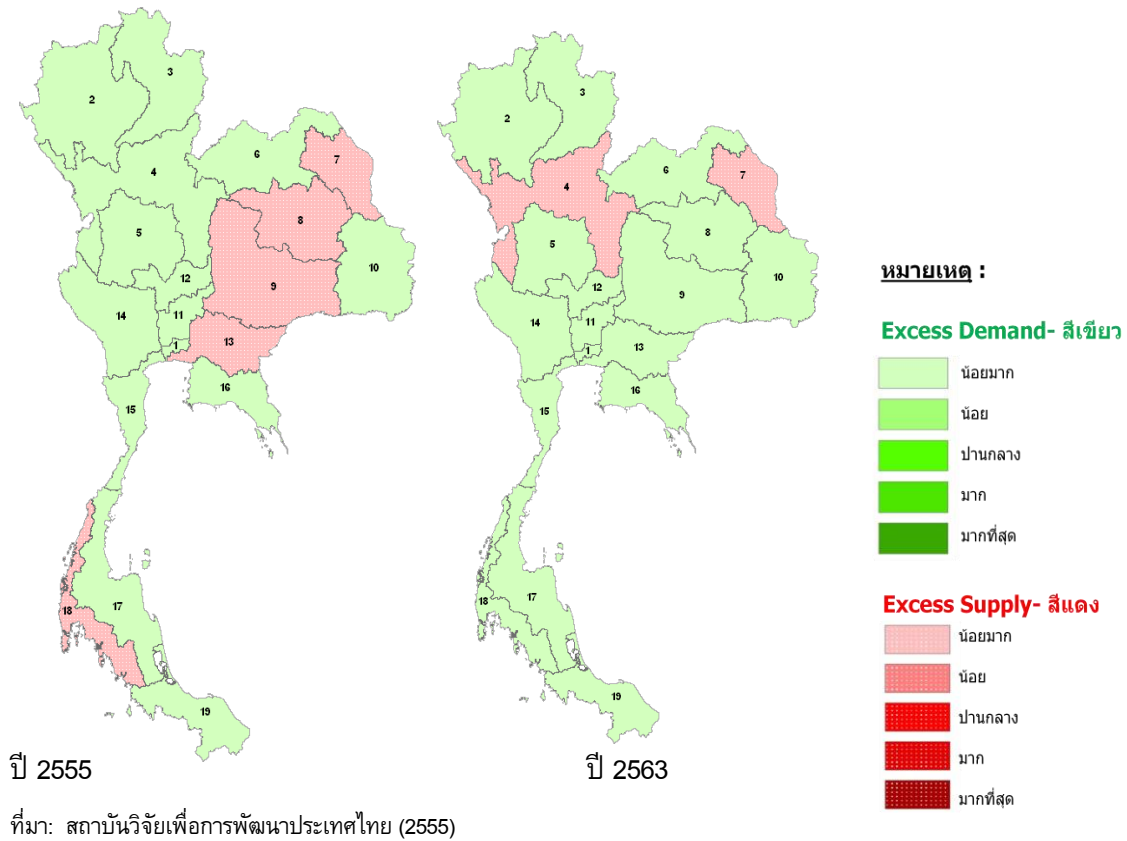 3
2
6
7
4
8
5
10
12
9
14
11
1
13
16
15
17
18
19
ปี 2555
3
2
6
7
4
8
5
10
12
9
14
11
1
13
16
15
17
18
19
ปี 2563
หมายเหตุ :
Excess Demand- สีเขียว
น้อยมาก
น้อย
ปานกลาง
มาก
มากที่สุด
Excess Supply- สีแดง
น้อยมาก
น้อย
ปานกลาง
มาก
มากที่สุด
ที่มา: สถาบันวิจัยเพื่อการพัฒนาประเทศไทย (2555)